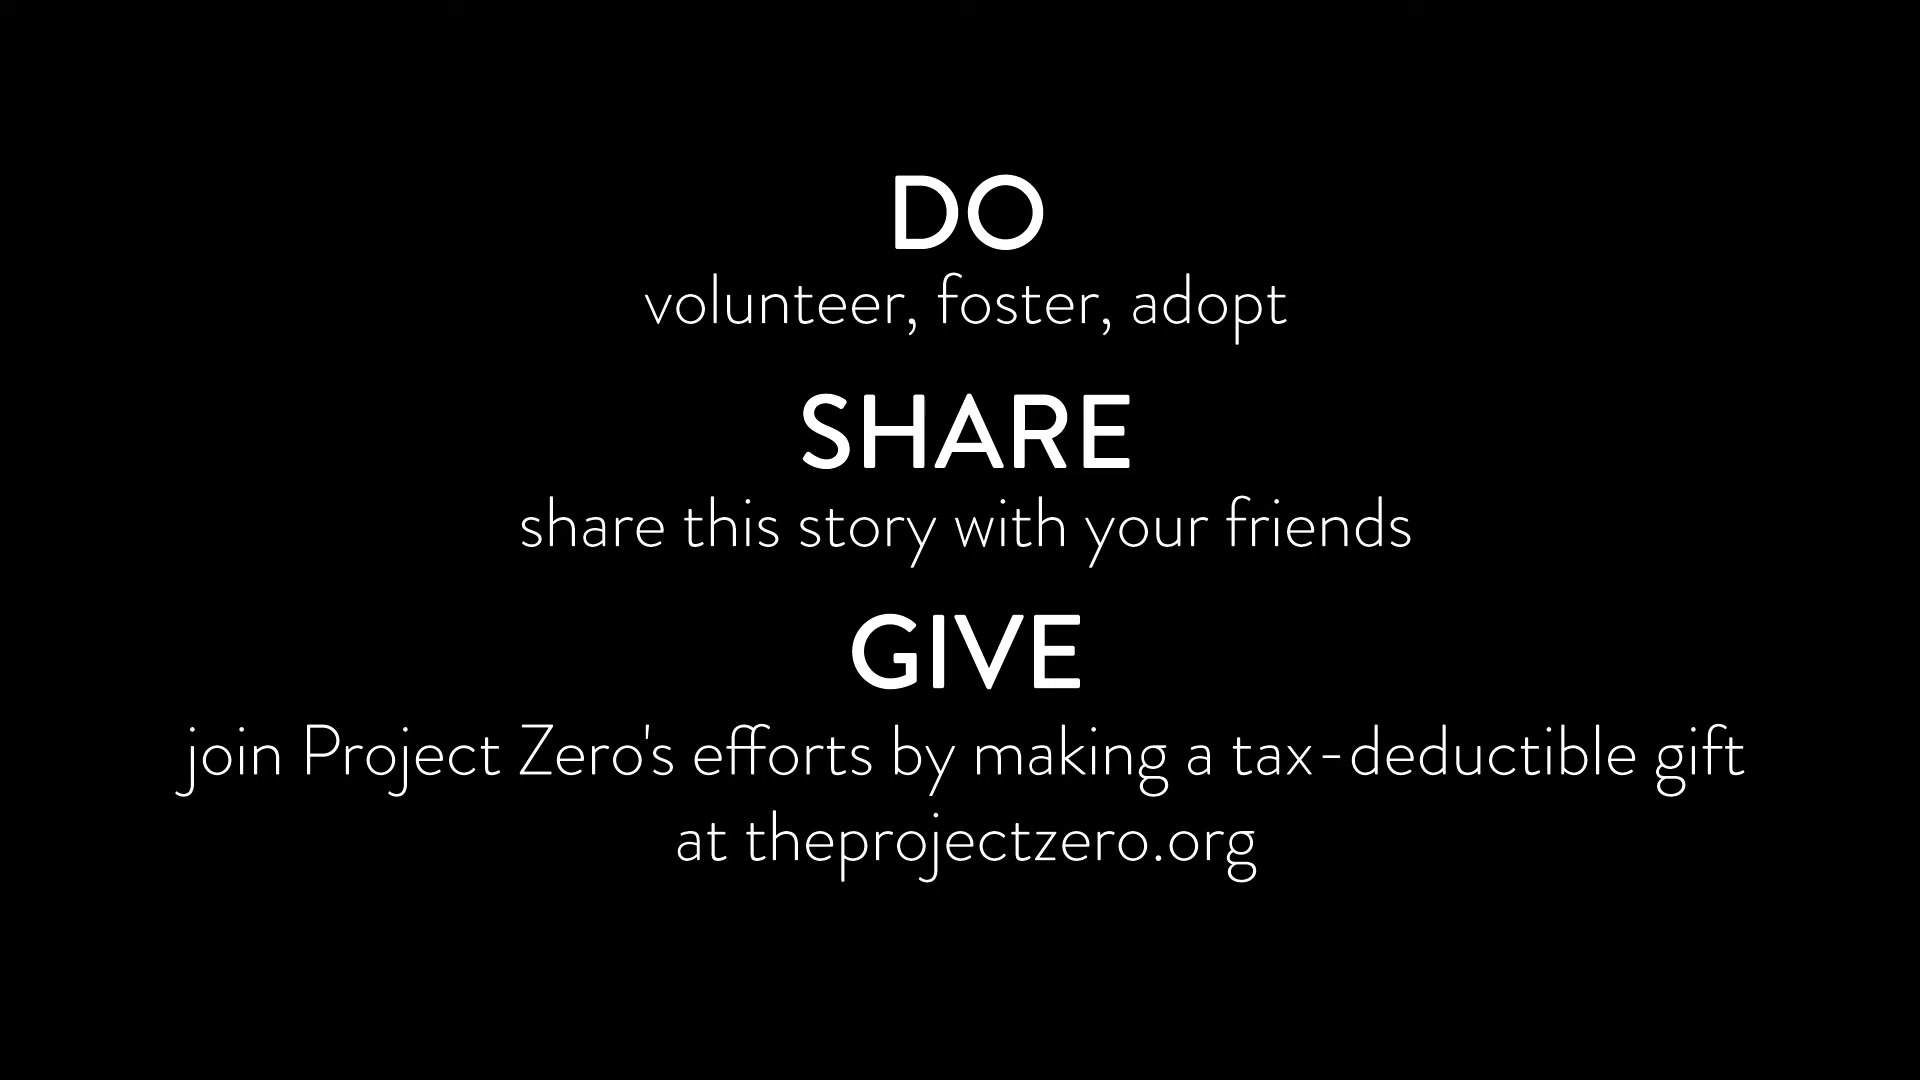 DO
volunteer, foster, adopt
SHARE
share this story with your friends
GIVE
join Project Zero's efforts by making a tax-deductible gift
at theprojectzero.org